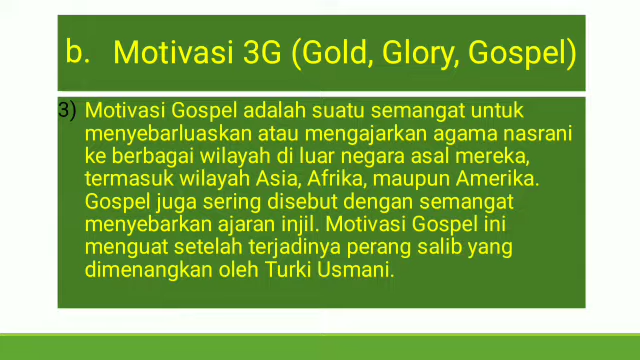 b. Motivasi 3G (Gold, Glory, Gospel)
3) Motivasi Gospel adalah suatu semangat untuk
menyebarluaskan atau mengajarkan agama nasrani
ke berbagai wilayah di luar negara asal mereka,
termasuk wilayah Asia, Afrika, maupun Amerika.
Gospel juga sering disebut dengan semangat
menyebarkan ajaran injil. Motivasi Gospel ini
menguat setelah terjadinya perang salib yang
dimenangkan oleh Turki Usmani.